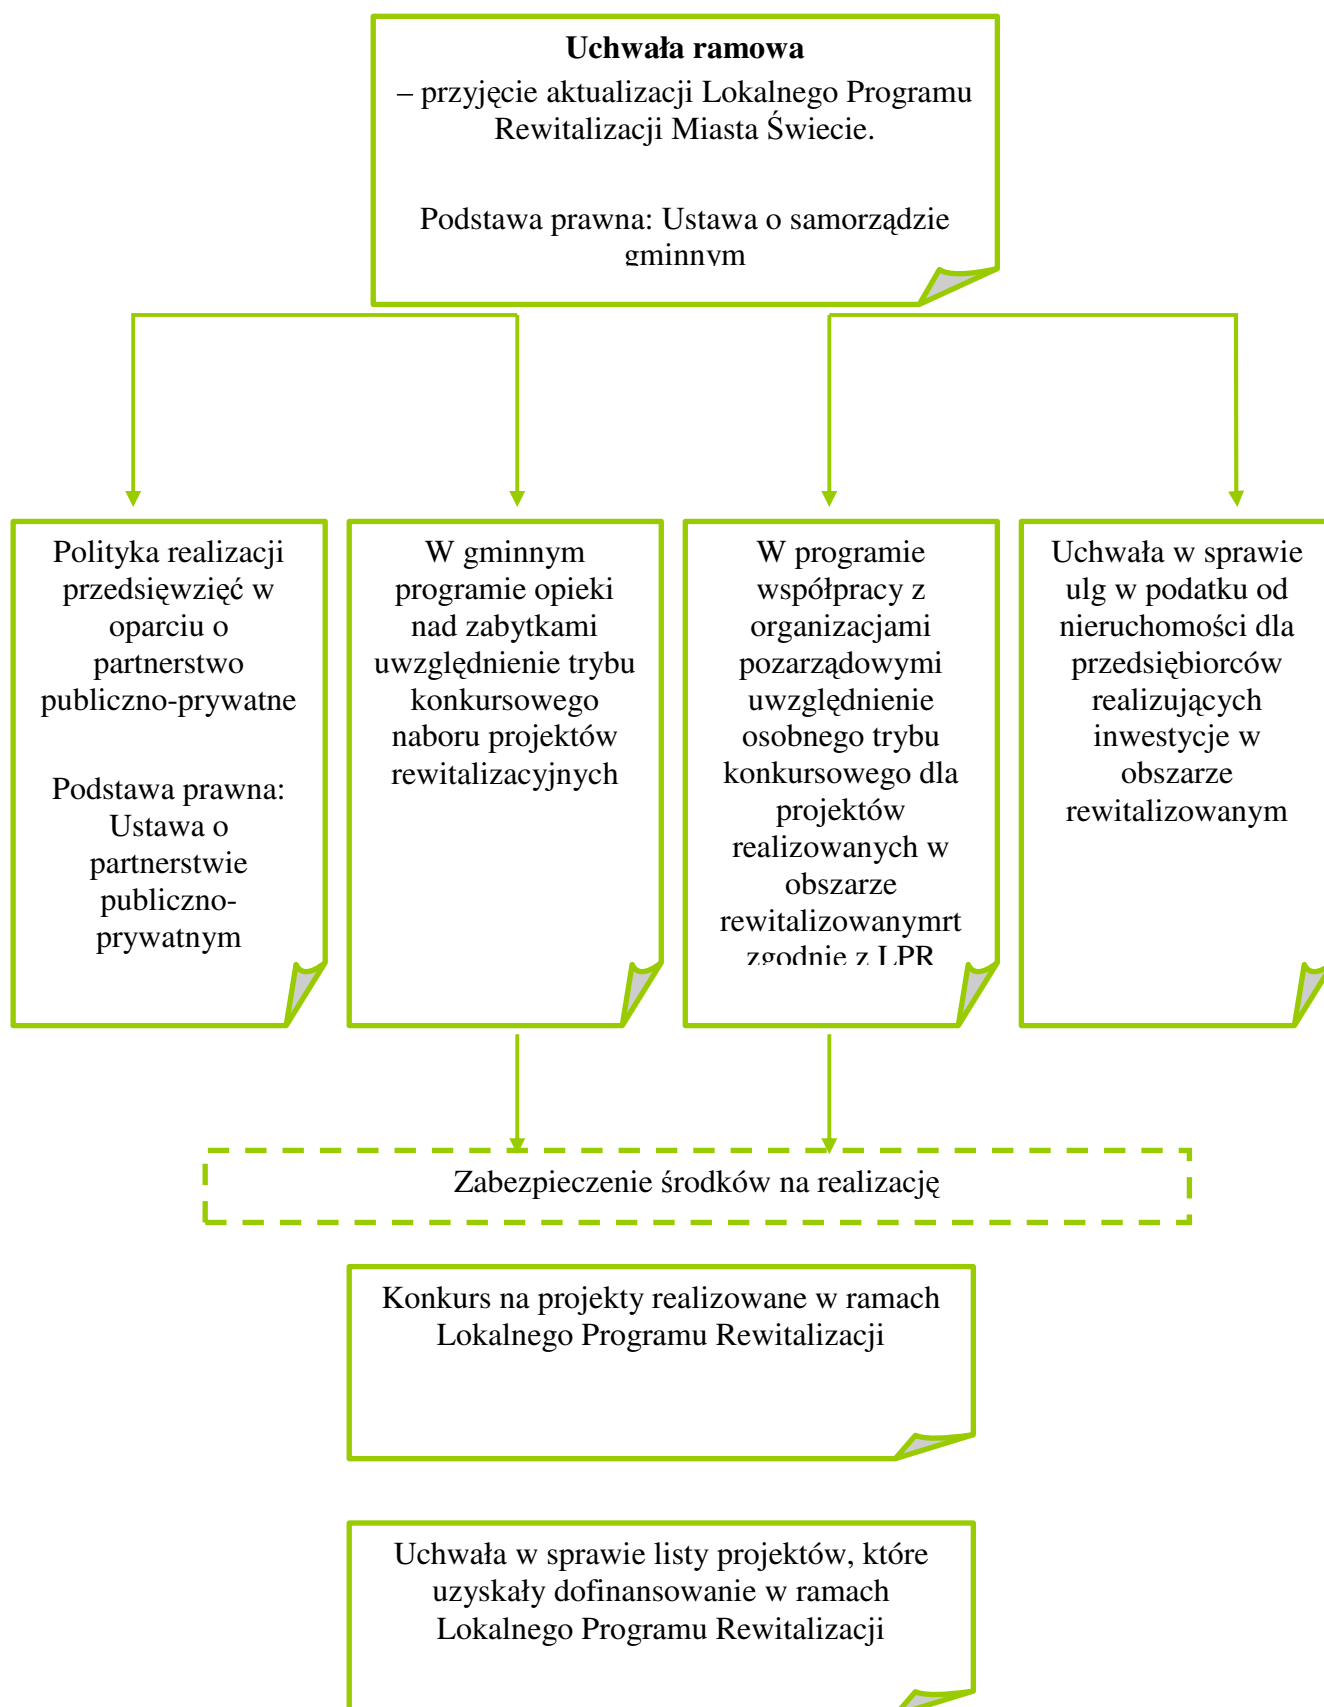 Uchwała ramowa
– przyjęcie aktualizacji Lokalnego Programu
Rewitalizacji Miasta Świecie.
Podstawa prawna: Ustawa o samorządzie
gminnym
Polityka realizacji
przedsięwzięć w
oparciu o
partnerstwo
publiczno-prywatne
Podstawa prawna:
Ustawa o
partnerstwie
publiczno-
prywatnym
W gminnym
programie opieki
nad zabytkami
uwzględnienie trybu
konkursowego
naboru projektów
rewitalizacyjnych
W programie
współpracy z
organizacjami
pozarządowymi
uwzględnienie
osobnego trybu
konkursowego dla
projektów
realizowanych w
obszarze
rewitalizowanymrt
zgodnie z LPR
Uchwała w sprawie
ulg w podatku od
nieruchomości dla
przedsiębiorców
realizujących
inwestycje w
obszarze
rewitalizowanym
Zabezpieczenie środków na realizację
Konkurs na projekty realizowane w ramach
Lokalnego Programu Rewitalizacji
Uchwała w sprawie listy projektów, które
uzyskały dofinansowanie w ramach
Lokalnego Programu Rewitalizacji